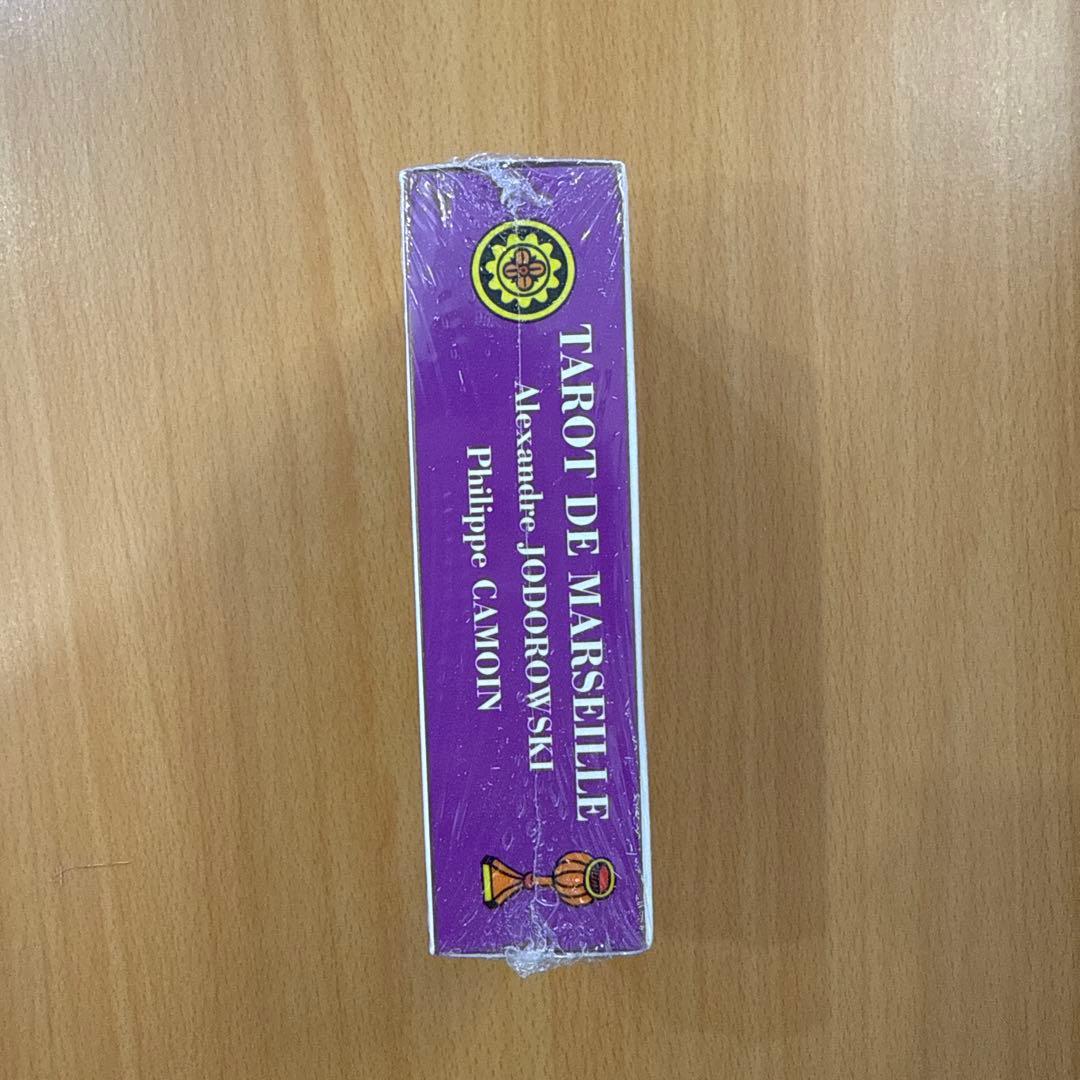 TAROT DE MARSEILLE
Alexandre JODOROWSKI
Philippe CAMOIN